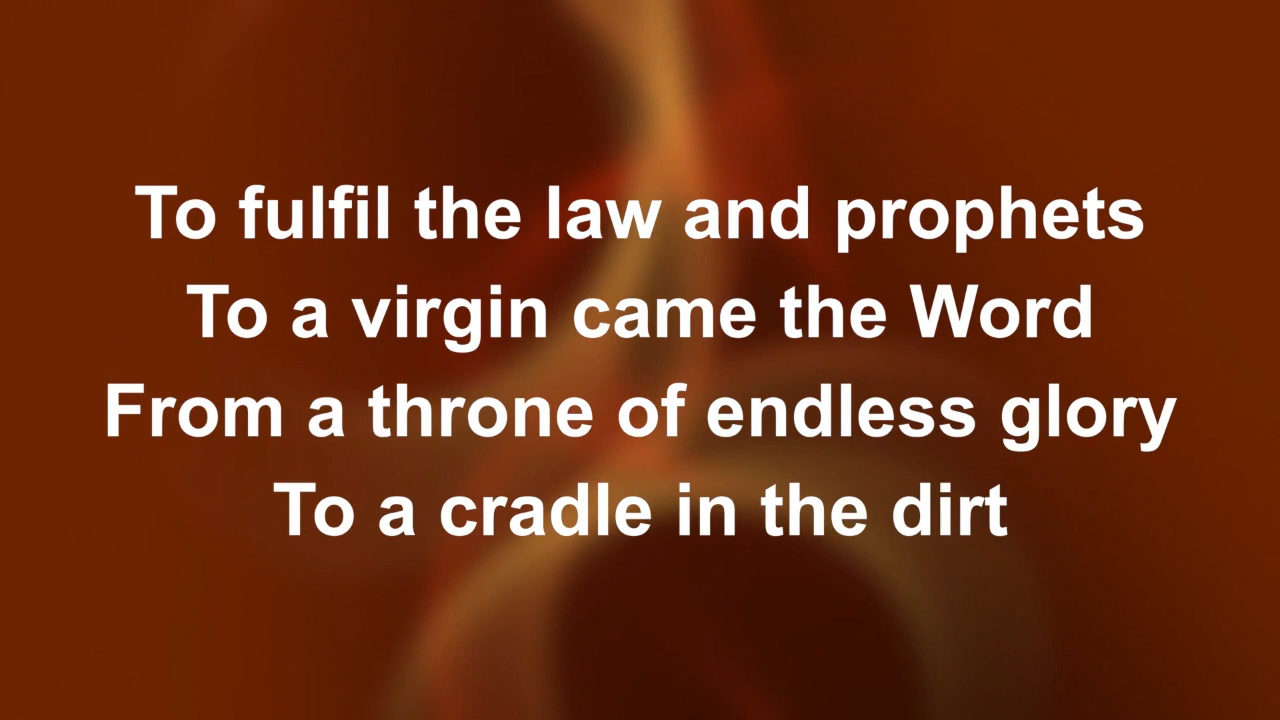 To fulfil the law and prophets
To a virgin came the Word
From a throne of endless glory
To a cradle in the dirt